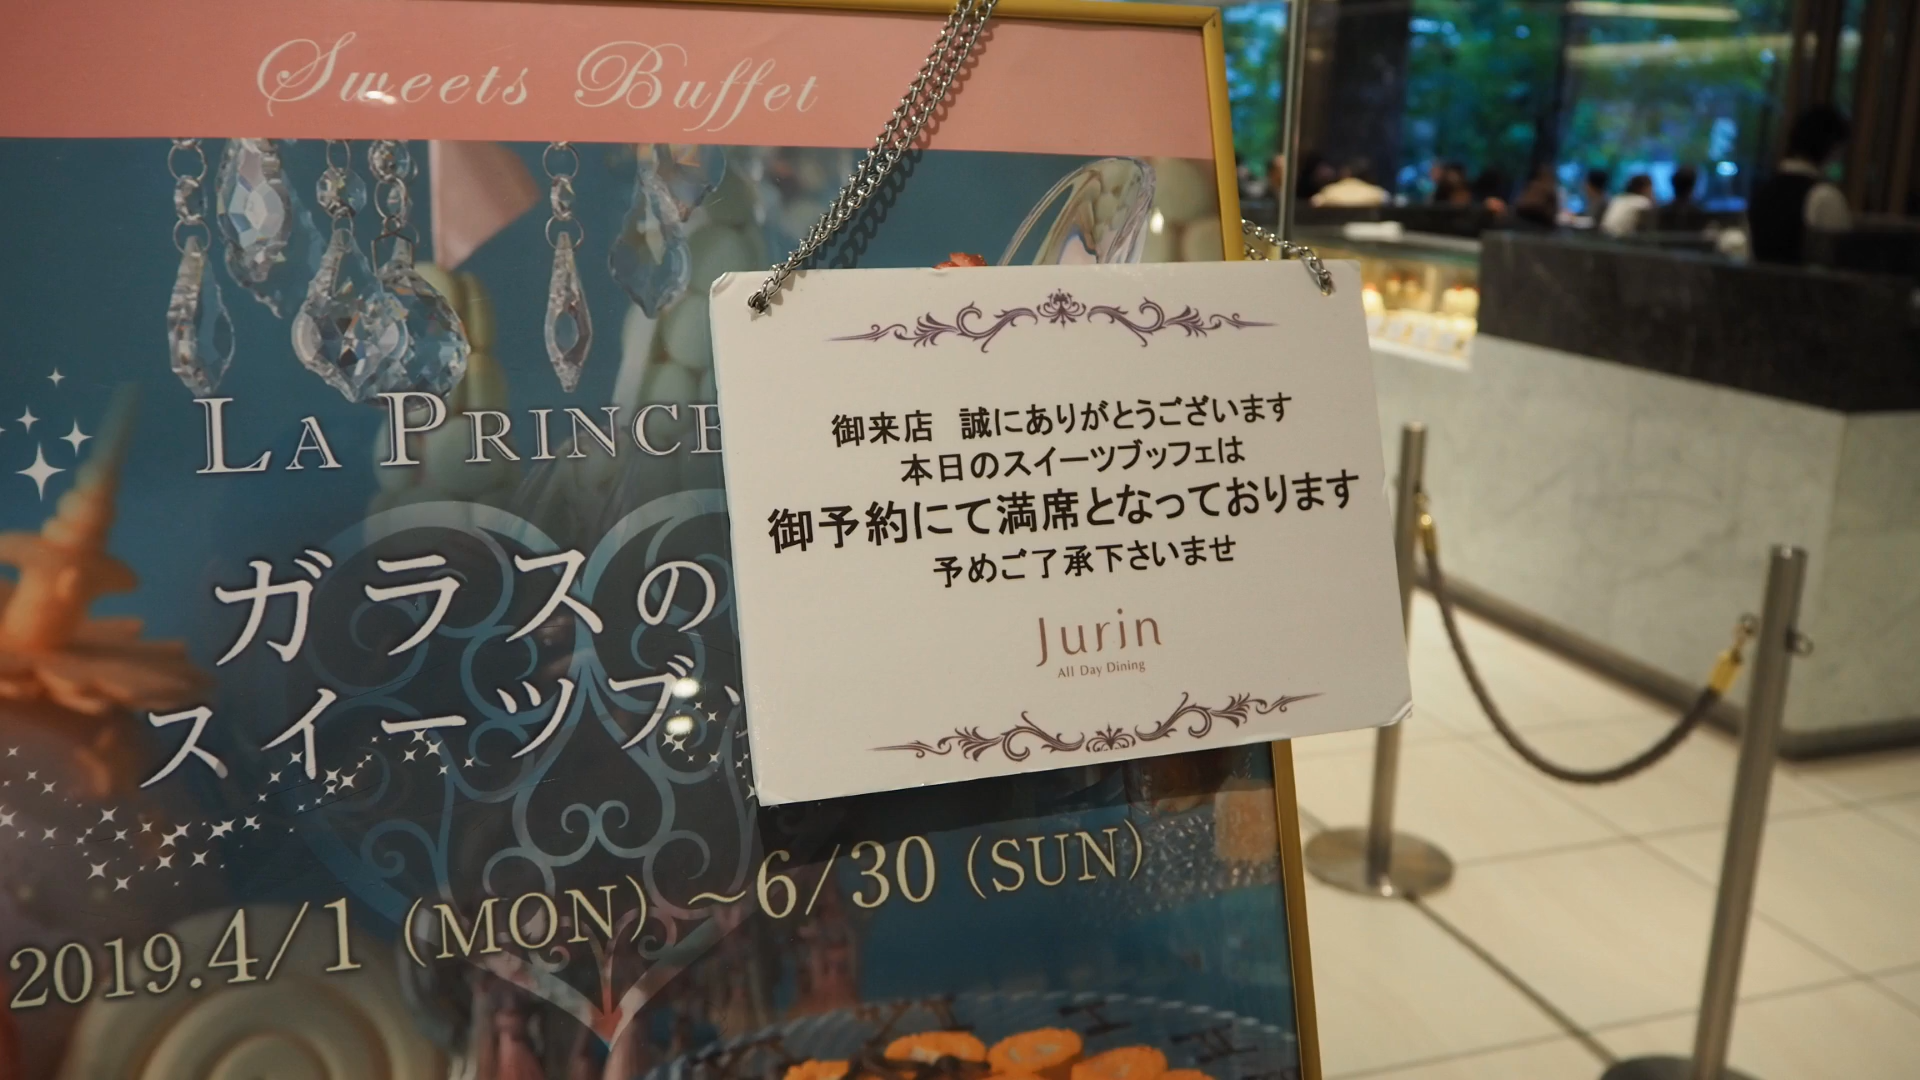 Sweets Buffet
LA
ガラスの
スイーツブ
2019.4/1 (MON) ～6/30 (SUN)
御来店 誠にありがとうございます
本日のスイーツブッフェは
御予約にて満席となっております
予めご了承下さいませ
Jurin
All Day Dining